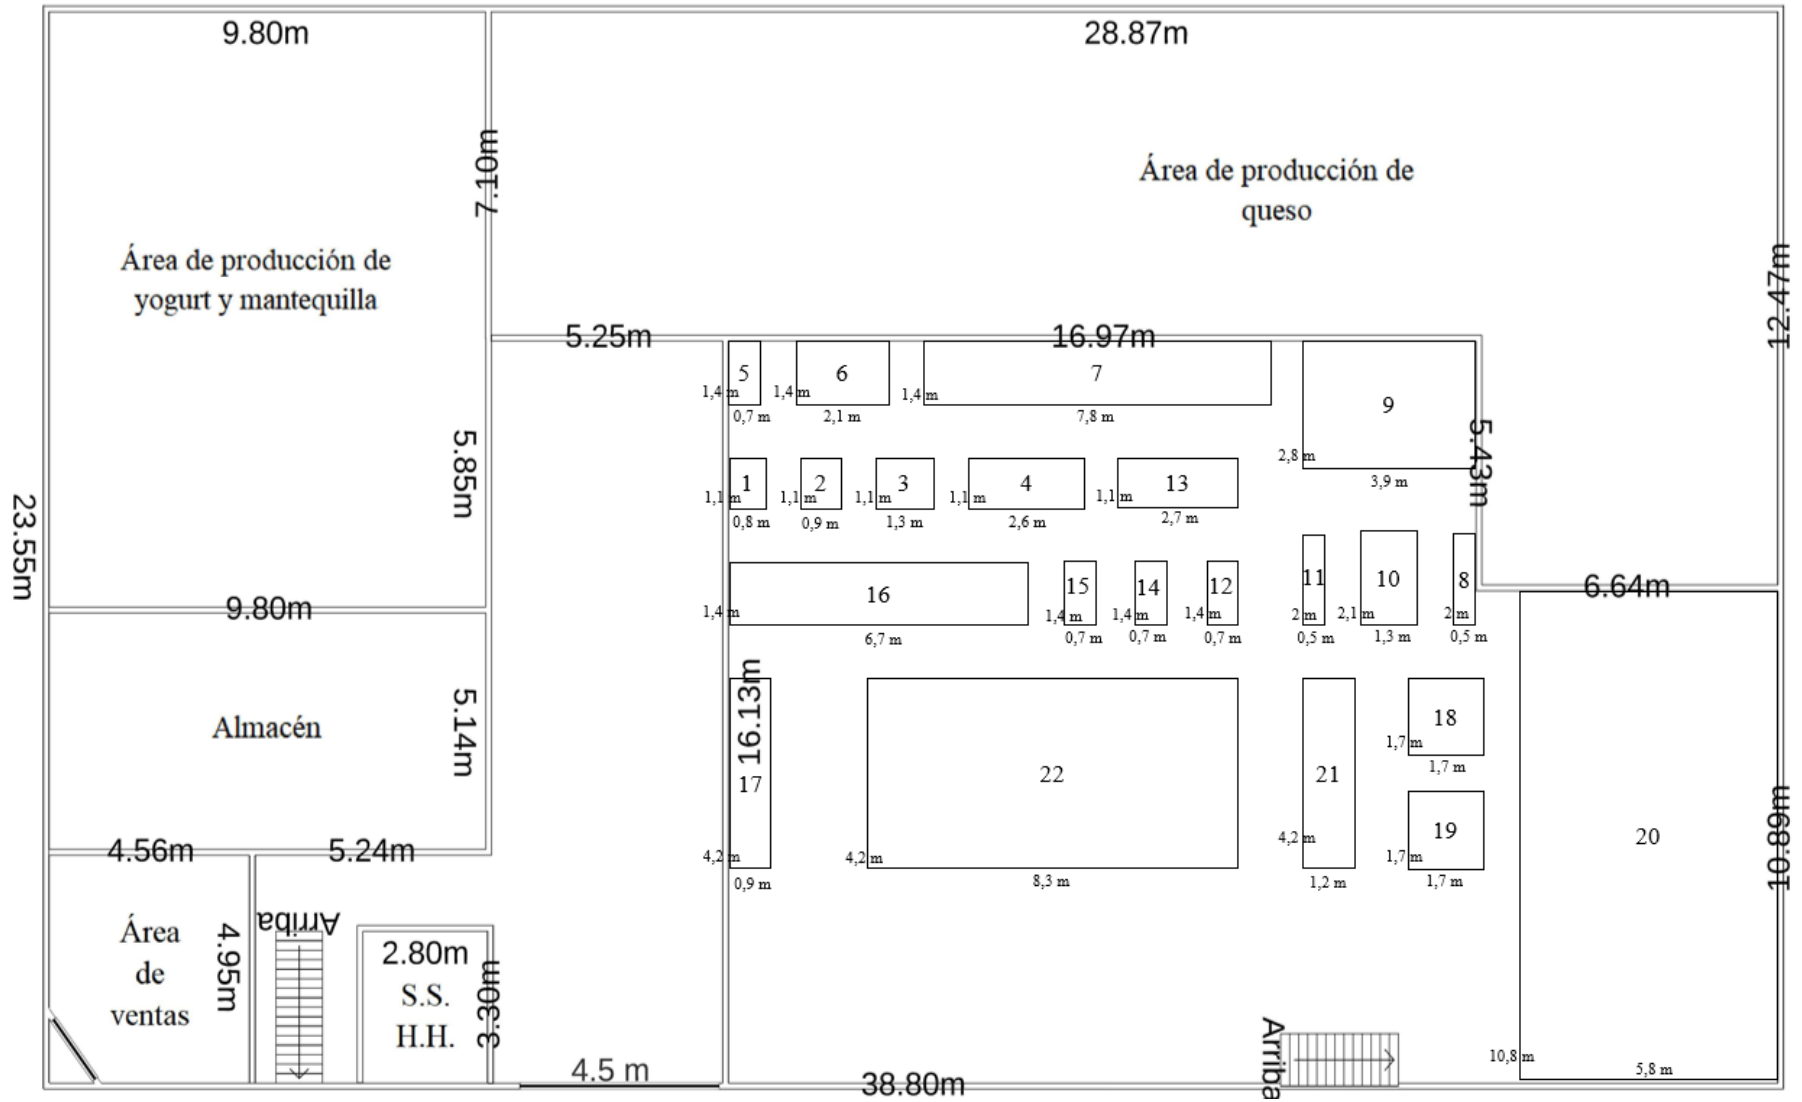 9.80m
28.87m
7.10m
Área de producción de
queso
Área de producción de
yogurt y mantequilla
12.47m
5.25m
16.97m
5
1,4 m
0,7 m
6
1,4 m
2,1 m
7
1,4 m
7,8 m
9
2,8 m
3,9 m
5.43m
5.85m
23.55m
1
1,1 m
0,8 m
2
1,1 m
0,9 m
3
1,1 m
1,3 m
4
1,1 m
2,6 m
13
1,1 m
2,7 m
16
1,4 m
6,7 m
15
1,4 m
0,7 m
14
1,4 m
0,7 m
12
1,4 m
0,7 m
11
2 m
0,5 m
10
2,1 m
1,3 m
8
2 m
0,5 m
6.64m
9.80m
Almacén
5.14m
16.13m
17
4,2 m
0,9 m
22
4,2 m
8,3 m
21
4,2 m
1,2 m
18
1,7 m
1,7 m
19
1,7 m
1,7 m
20
10,8 m
5,8 m
10.89m
4.56m
5.24m
Área
de
ventas
4.95m
Arriba
2.80m
S.S.
H.H.
3.30m
4.5 m
38.80m
Arriba